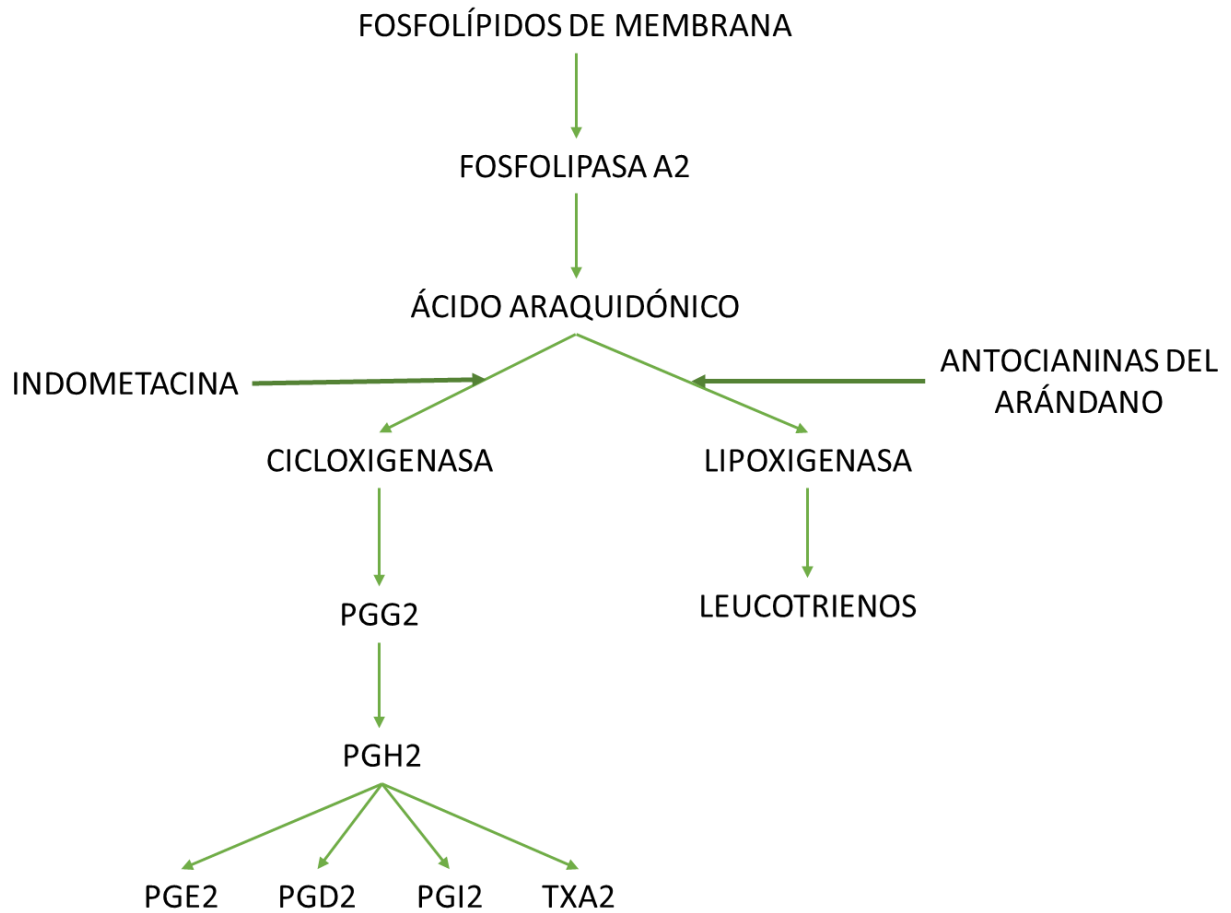 FOSFOLÍPIDOS DE MEMBRANA
FOSFOLIPASA A2
ÁCIDO ARAQUIDÓNICO
INDOMETACINA
ANTOCIANINAS DEL
ARÁNDANO
CICLOXIGENASA
LIPOXIGENASA
PGG2
LEUCOTRIENOS
PGH2
PGE2
PGD2
PGI2
TXA2